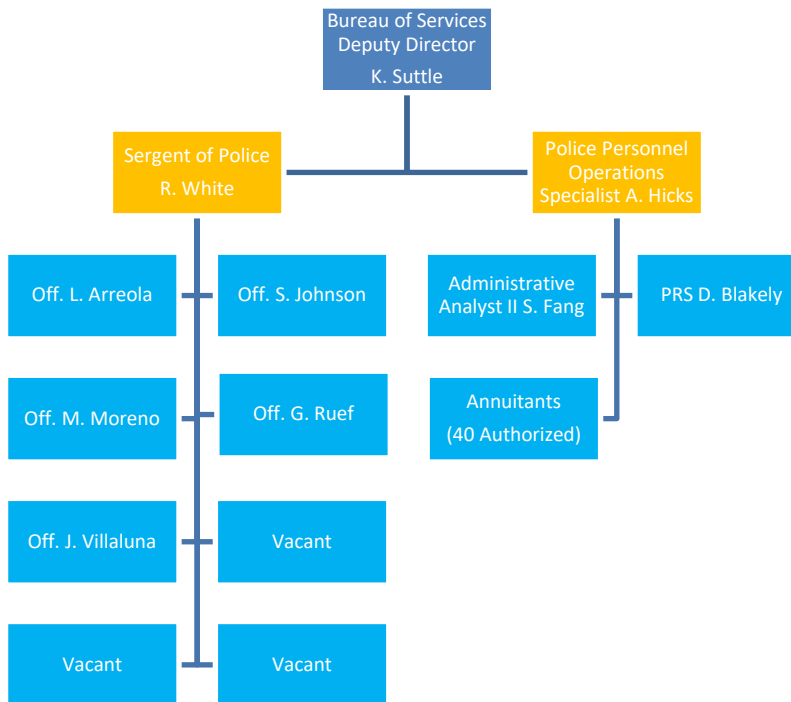 Bureau of Services
Deputy Director
K. Suttle
Sergent of Police
R. White
Police Personnel
Operations
Specialist A. Hicks
Off. L. Arreola
Off. S. Johnson
Administrative
Analyst II S. Fang
PRS D. Blakely
Off. M. Moreno
Off. G. Ruef
Annuitants
(40 Authorized)
Off. J. Villaluna
Vacant
Vacant
Vacant